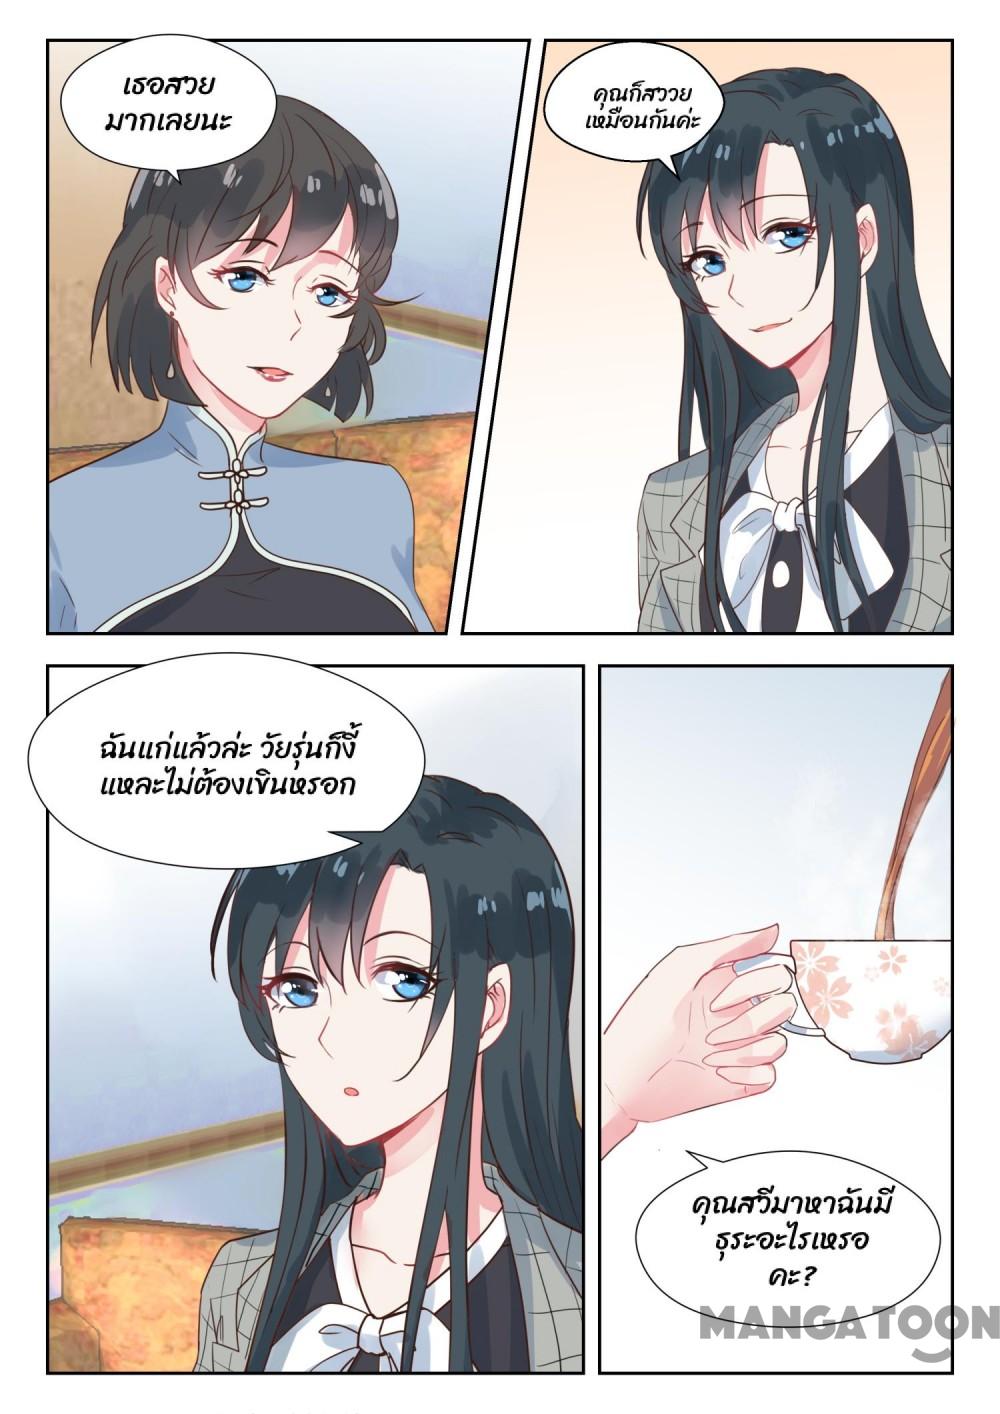 เธอสวย
มากเลยนะ
คุณก็สววย
เหมือนกันค่ะ
ฉันแก่แล้วล่ะ วัยรุ่นก็งี้
แหละไม่ต้องเขินหรอก
คุณสวีมาหาฉันมี
ธุระอะไรเหรอ
คะ?
MANGATOON